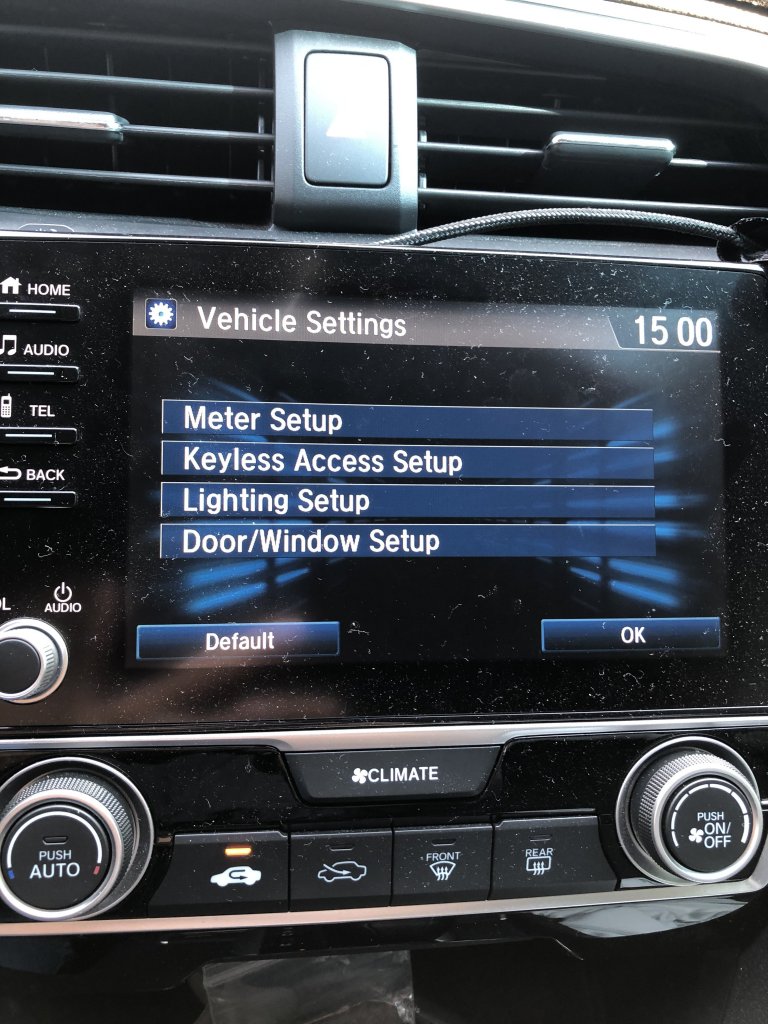 HOME
Vehicle Settings
15 00
AUDIO
TEL
Meter Setup
Keyless Access Setup
BACK
Lighting Setup
Door/Window Setup
AUDIO
Default
OK
CLIMATE
PUSH
AUTO
FRONT
REAR
PUSH
ON/
OFF